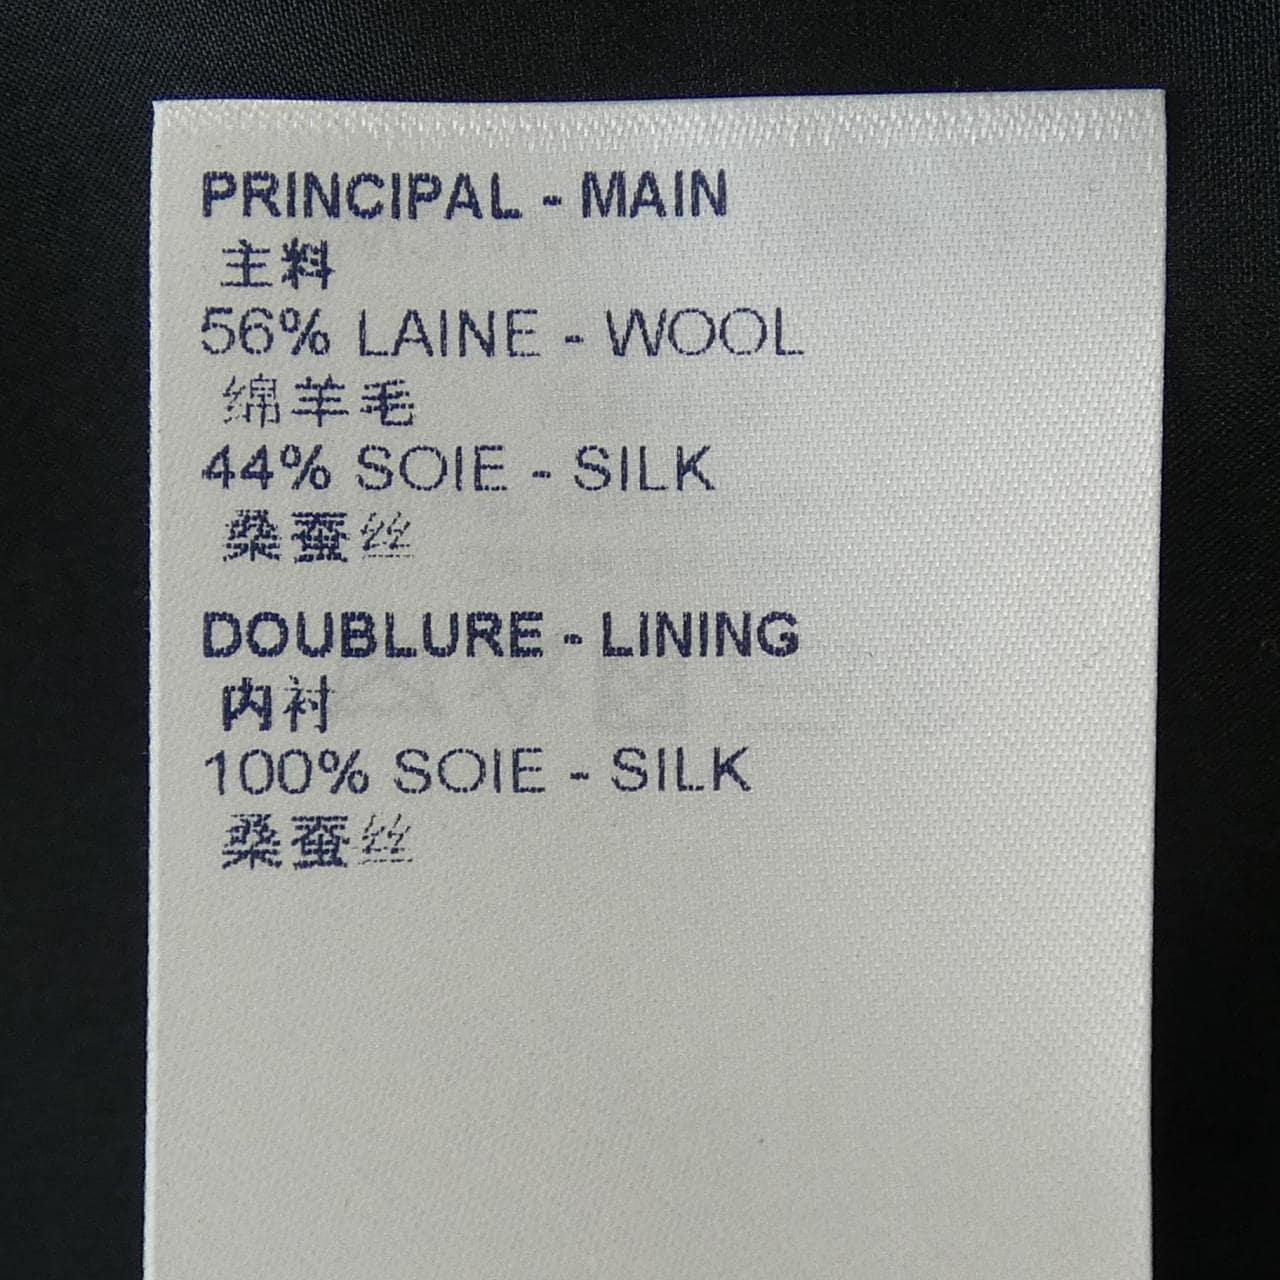 PRINCIPAL - MAIN
主料
56% LAINE - WOOL
绵羊毛
44% SOIE - SILK
桑蚕丝
DOUBLURE - LINING
内衬
100% SOIE - SILK
桑蚕丝